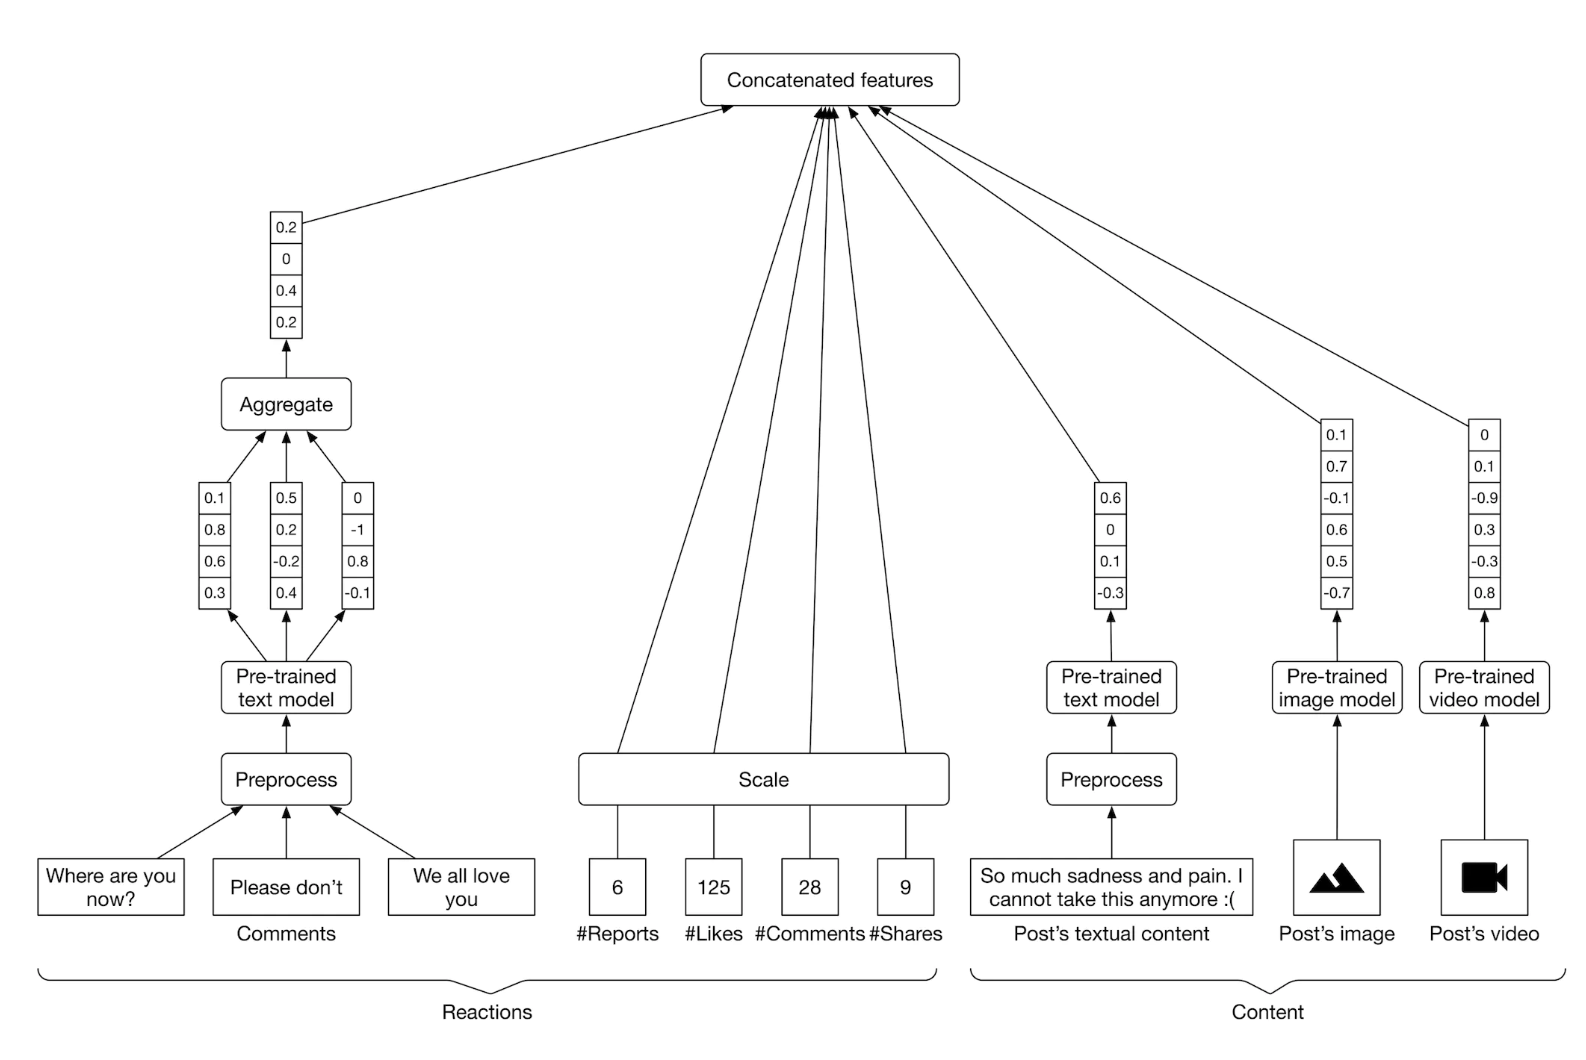 Concatenated features
0.2
0
0.4
0.2
Aggregate
0.1
0.8
0.6
0.3
0.5
0.2
-0.2
0.4
0
-1
0.8
-0.1
0.6
0
0.1
-0.3
0.1
0.7
-0.1
0.6
0.5
-0.7
0
0.1
-0.9
0.3
-0.3
0.8
Pre-trained
text model
Pre-trained
text model
Pre-trained
image model
Pre-trained
video model
Preprocess
Scale
Preprocess
Where are you
now?
Please don't
We all love
you
6
125
28
9
So much sadness and pain. I
cannot take this anymore :(
Comments
#Reports
#Likes
#Comments
#Shares
Post's textual content
Post's image
Post's video
Reactions
Content